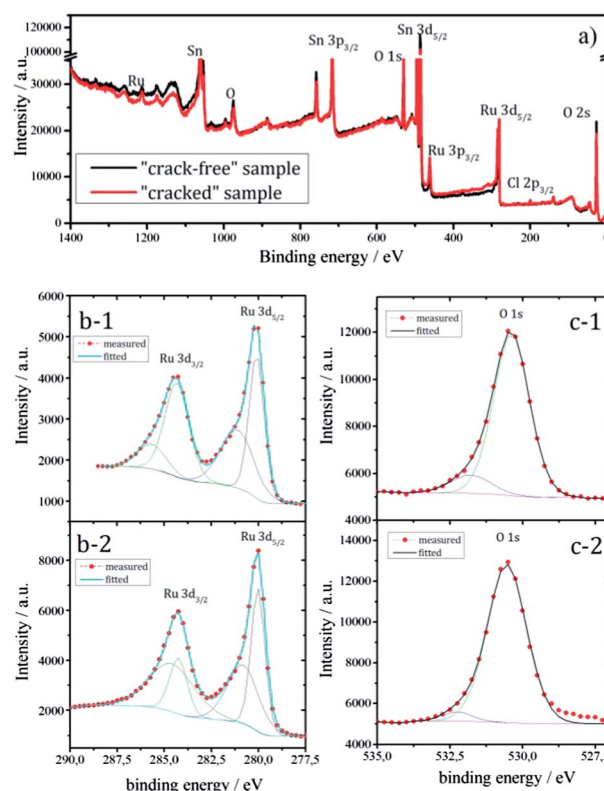 a)
Intensity / a.u.
120000
100000
30000
20000
10000
0
Ru
Sn
O
Sn 3p3/2
O 1s
Sn 3d5/2
Ru 3p3/2
Ru 3d5/2
Cl 2p3/2
O 2s
"crack-free" sample
"cracked" sample
1400 1200 1000 800 600 400 200
Binding energy / eV
b-1
measured
fitted
Ru 3d3/2
Ru 3d5/2
Intensity / a.u.
6000
5000
4000
3000
2000
1000
c-1
measured
fitted
O 1s
Intensity / a.u.
12000
10000
8000
6000
4000
b-2
measured
fitted
Ru 3d3/2
Ru 3d5/2
Intensity / a.u.
8000
6000
4000
2000
290,0 287,5 285,0 282,5 280,0 277,5
binding energy / eV
c-2
measured
fitted
O 1s
Intensity / a.u.
14000
12000
10000
8000
6000
4000
535,0 532,5 530,0 527,5
binding energy / eV